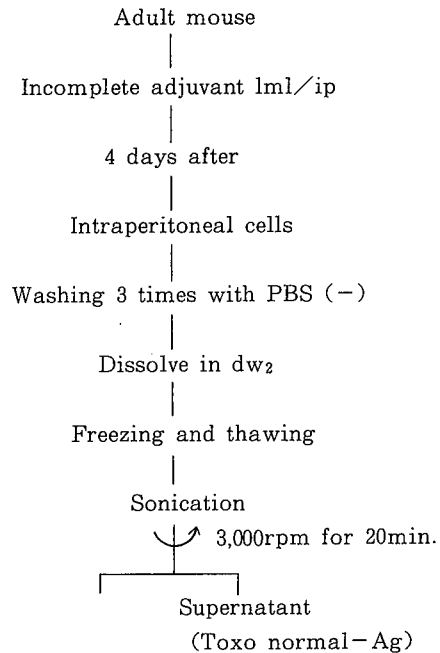 Adult mouse
Incomplete adjuvant 1ml/ip
4 days after
Intraperitoneal cells
Washing 3 times with PBS (−)
Dissolve in dw₂
Freezing and thawing
Sonication
3,000rpm for 20min.
Supernatant
(Toxo normal−Ag)